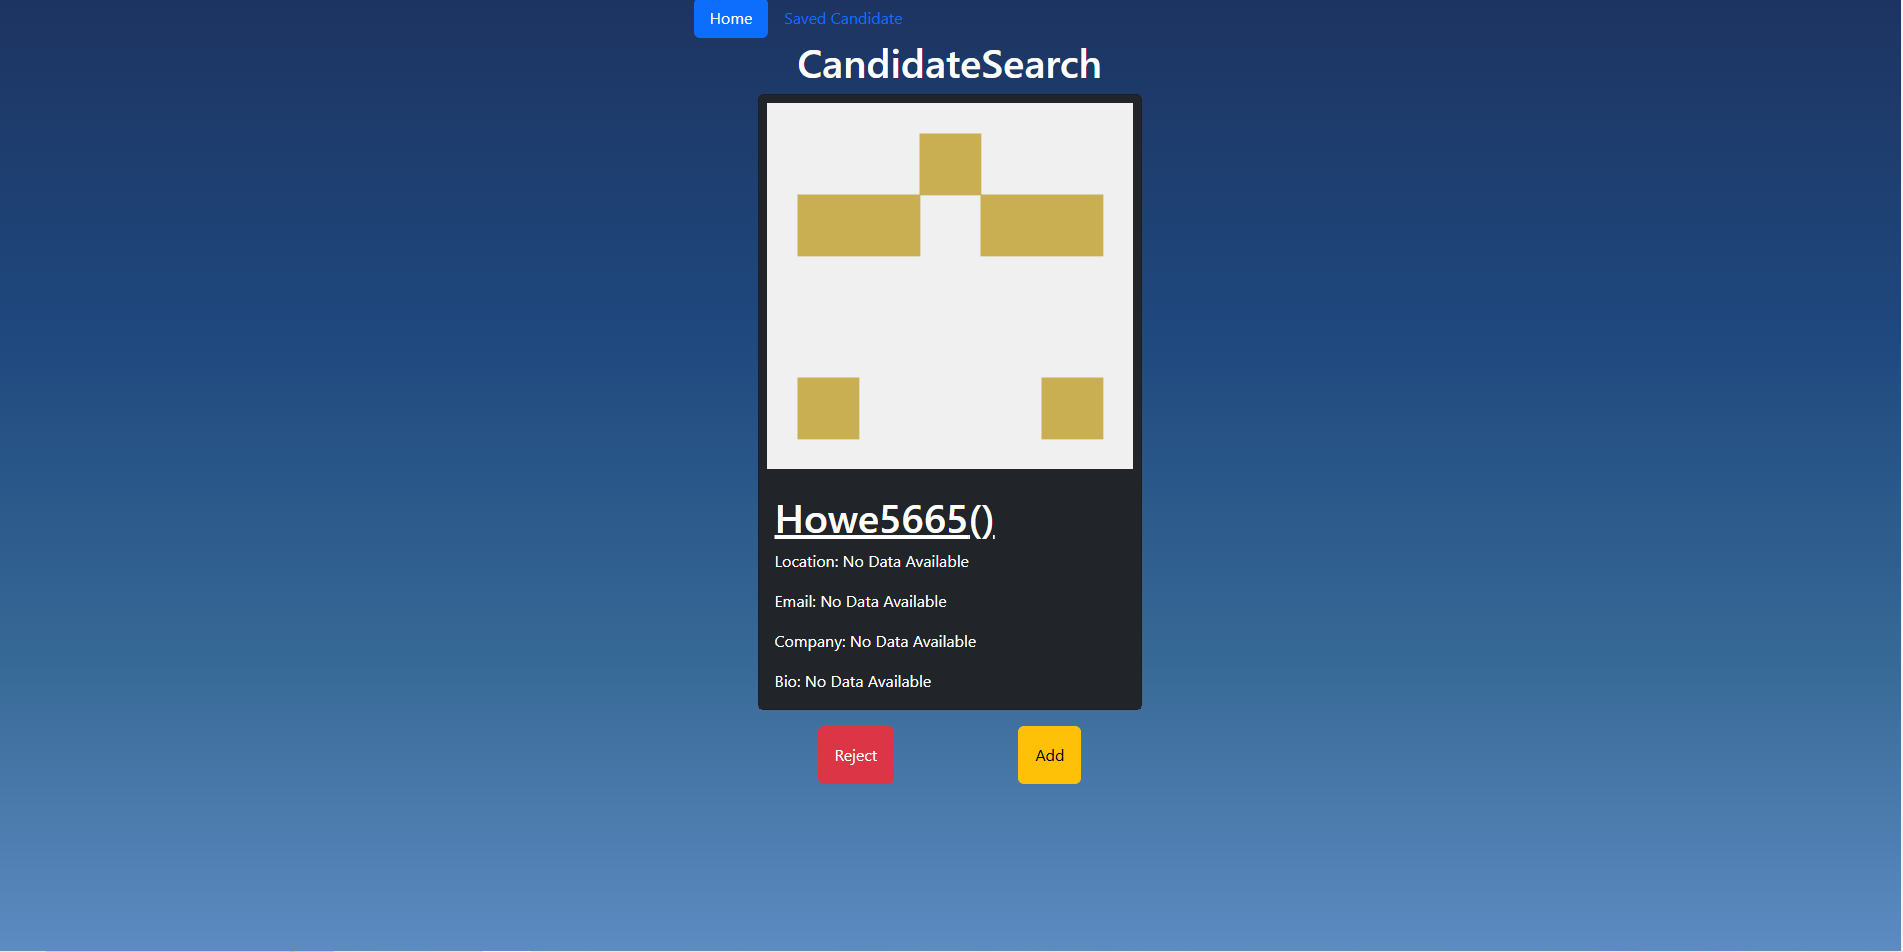 Home Saved Candidate
CandidateSearch
Howe5665()
Location: No Data Available
Email: No Data Available
Company: No Data Available
Bio: No Data Available
Reject Add